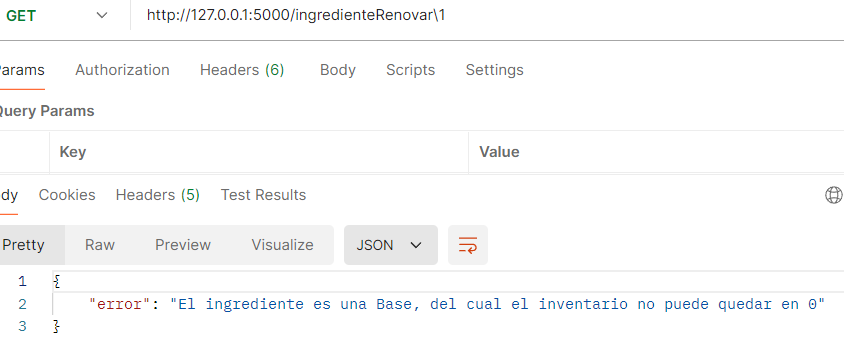 GET http://127.0.0.1:5000/ingredienteRenovar\1
arams Authorization Headers (6) Body Scripts Settings
Query Params
Key Value
dy Cookies Headers (5) Test Results
Pretty Raw Preview Visualize JSON
1 {
2 "error": "El ingrediente es una Base, del cual el inventario no puede quedar en 0"
3 }